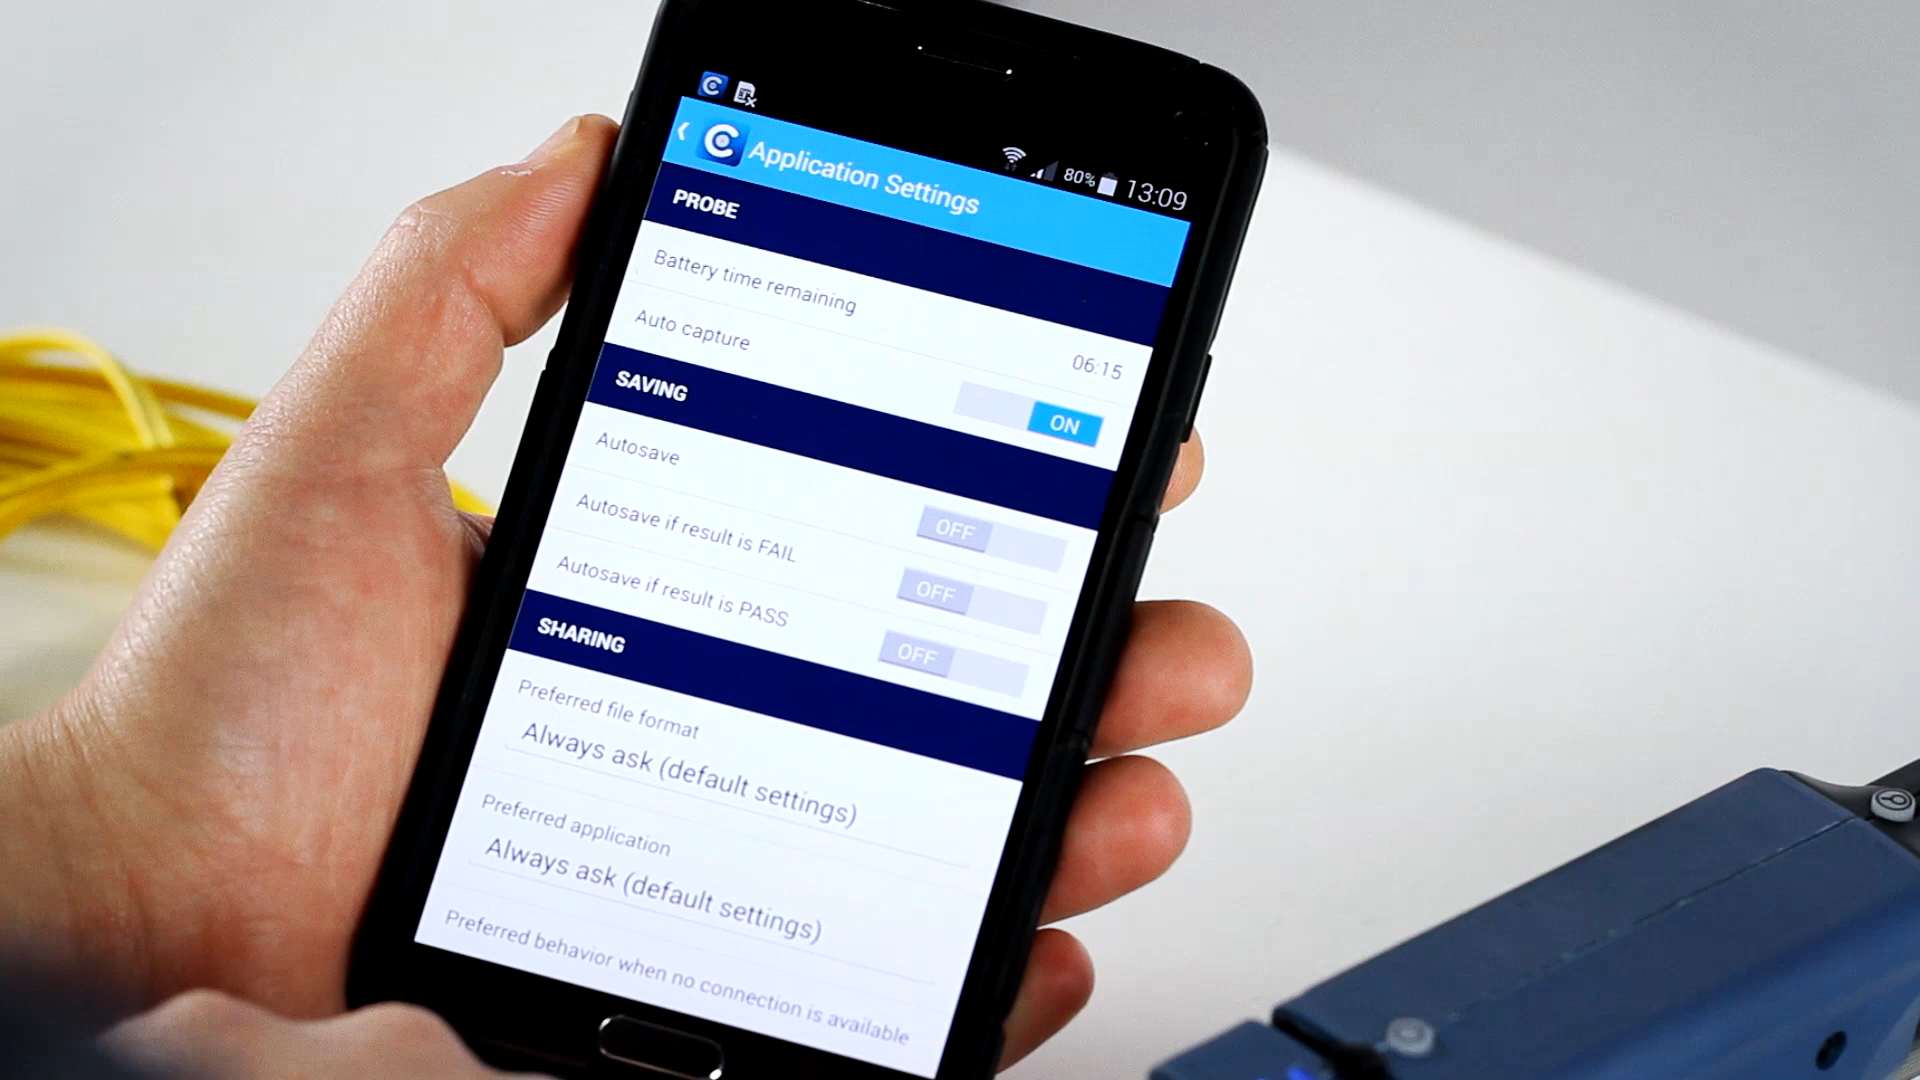 80% 13:09
Application Settings
PROBE
Battery time remaining
06:15
Auto capture
ON
SAVING
Autosave
OFF
Autosave if result is FAIL
OFF
Autosave if result is PASS
OFF
SHARING
Preferred file format
Always ask (default settings)
Preferred application
Always ask (default settings)
Preferred behavior when no connection is available